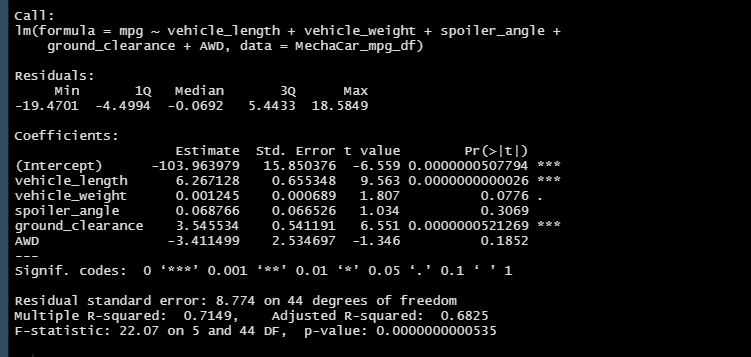 Call:
lm(formula = mpg ~ vehicle_length + vehicle_weight + spoiler_angle +
    ground_clearance + AWD, data = MechaCar_mpg_df)

Residuals:
     Min       1Q   Median       3Q      Max
-19.4701  -4.4994  -0.0692   5.4433  18.5849

Coefficients:
                    Estimate  Std. Error t value        Pr(>|t|)
(Intercept)      -103.963979   15.850376  -6.559 0.0000000507794 ***
vehicle_length      6.267128    0.655348   9.563 0.0000000000026 ***
vehicle_weight      0.001245    0.000689   1.807          0.0776 .
spoiler_angle       0.068766    0.066526   1.034          0.3069
ground_clearance    3.545534    0.541191   6.551 0.0000000521269 ***
AWD                -3.411499    2.534697  -1.346          0.1852
---
Signif. codes:  0 ‘***’ 0.001 ‘**’ 0.01 ‘*’ 0.05 ‘.’ 0.1 ‘ ’ 1

Residual standard error: 8.774 on 44 degrees of freedom
Multiple R-squared:  0.7149,    Adjusted R-squared:  0.6825
F-statistic: 22.07 on 5 and 44 DF,  p-value: 0.0000000000535